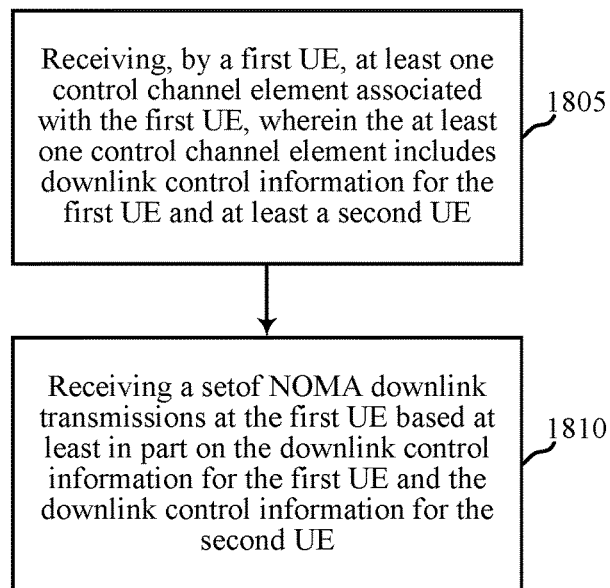 Receiving, by a first UE, at least one
control channel element associated
with the first UE, wherein the at least
one control channel element includes
downlink control information for the
first UE and at least a second UE
1805
Receiving a setof NOMA downlink
transmissions at the first UE based at
least in part on the downlink control
information for the first UE and the
downlink control information for the
second UE
1810